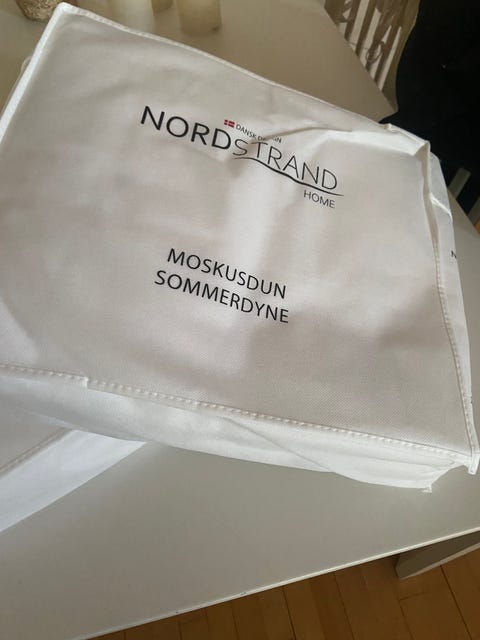 DANSK DESIGN
NORDSTRAND
HOME
MOSKUSDUN
SOMMERDYNE